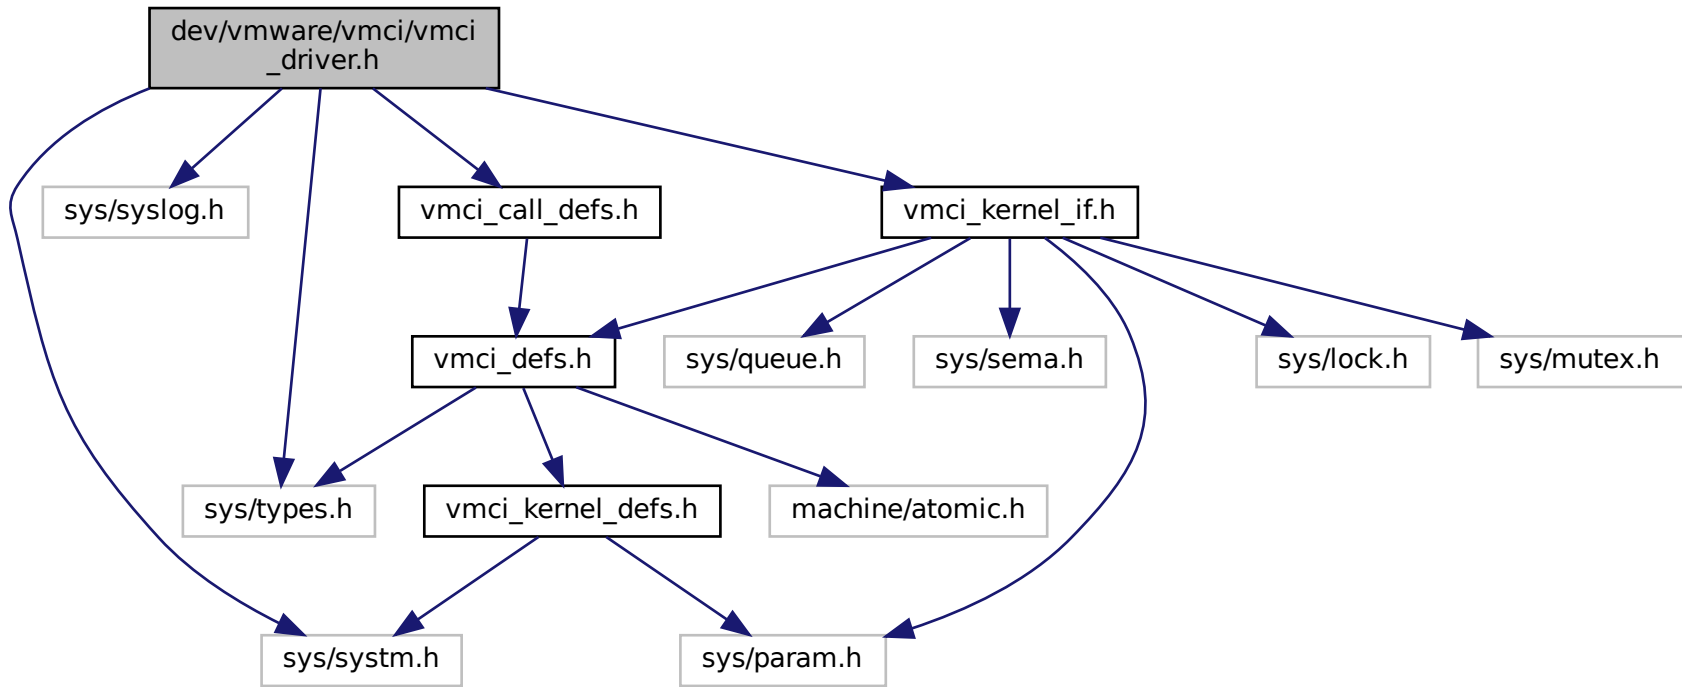 dev/vmware/vmci/vmci
_driver.h
sys/syslog.h
vmci_call_defs.h
vmci_kernel_if.h
vmci_defs.h
sys/queue.h
sys/sema.h
sys/lock.h
sys/mutex.h
sys/types.h
vmci_kernel_defs.h
machine/atomic.h
sys/systm.h
sys/param.h